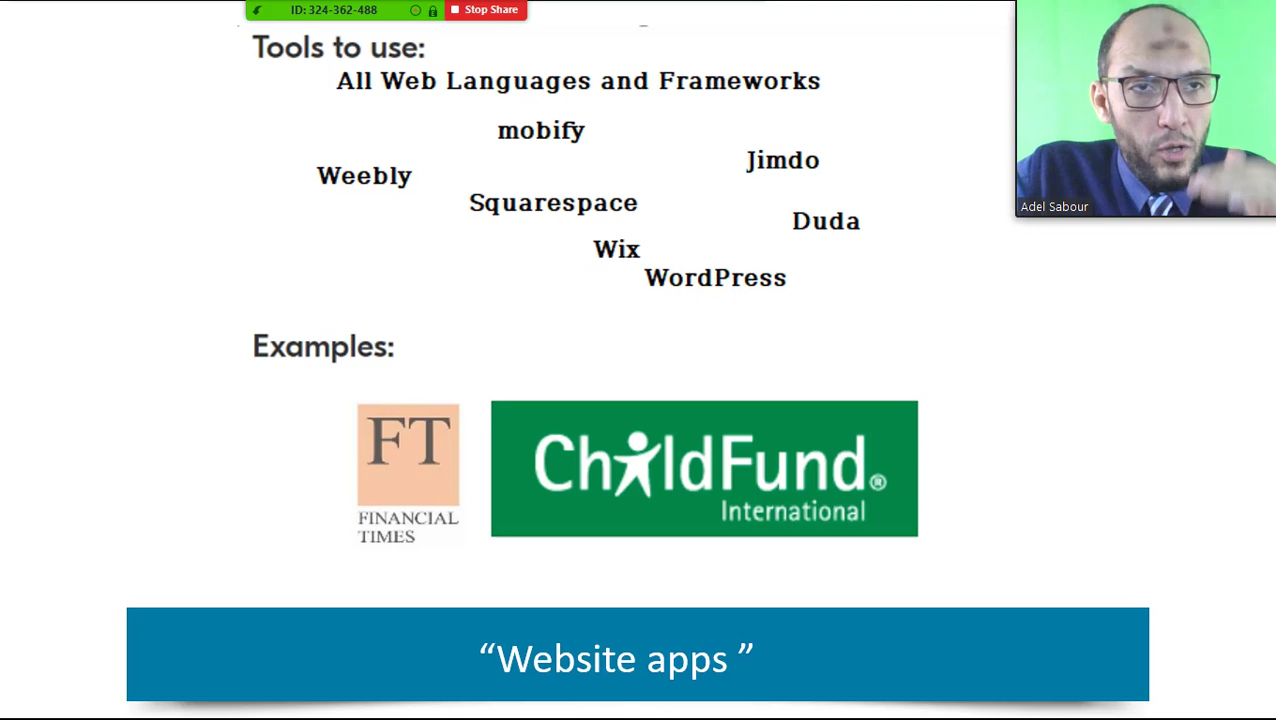 ID: 324-362-488
Stop Share
Tools to use:
All Web Languages and Frameworks
mobify
Jimdo
Weebly
Squarespace
Duda
Wix
WordPress
Adel Sabour
Examples:
FT
FINANCIAL
TIMES
ChildFund®
International
“Website apps ”